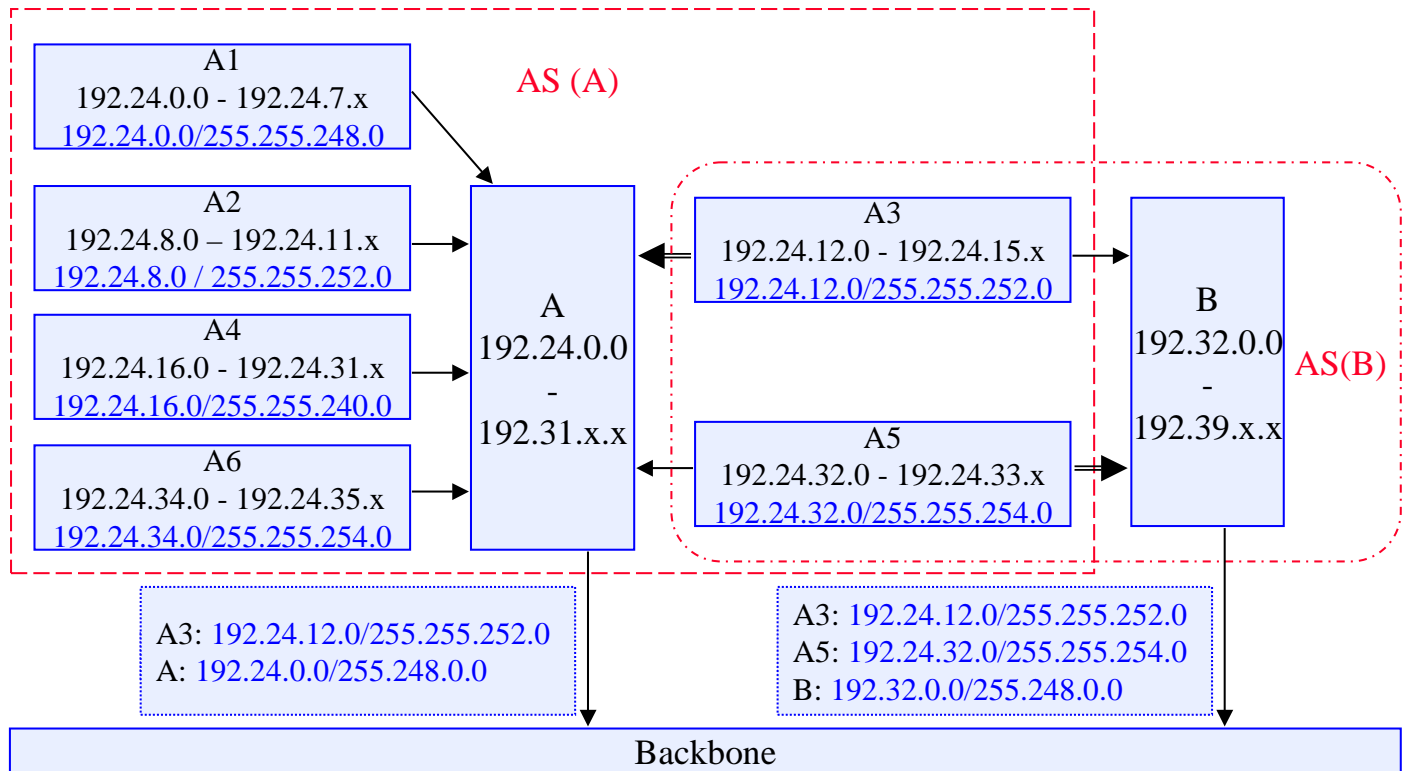 A1
192.24.0.0 - 192.24.7.x
192.24.0.0/255.255.248.0
AS (A)
A2
192.24.8.0 – 192.24.11.x
192.24.8.0 / 255.255.252.0
A4
192.24.16.0 - 192.24.31.x
192.24.16.0/255.255.240.0
A6
192.24.34.0 - 192.24.35.x
192.24.34.0/255.255.254.0
A
192.24.0.0
-
192.31.x.x
A3
192.24.12.0 - 192.24.15.x
192.24.12.0/255.255.252.0
A5
192.24.32.0 - 192.24.33.x
192.24.32.0/255.255.254.0
B
192.32.0.0
-
192.39.x.x
AS(B)
A3: 192.24.12.0/255.255.252.0
A: 192.24.0.0/255.248.0.0
A3: 192.24.12.0/255.255.252.0
A5: 192.24.32.0/255.255.254.0
B: 192.32.0.0/255.248.0.0
Backbone